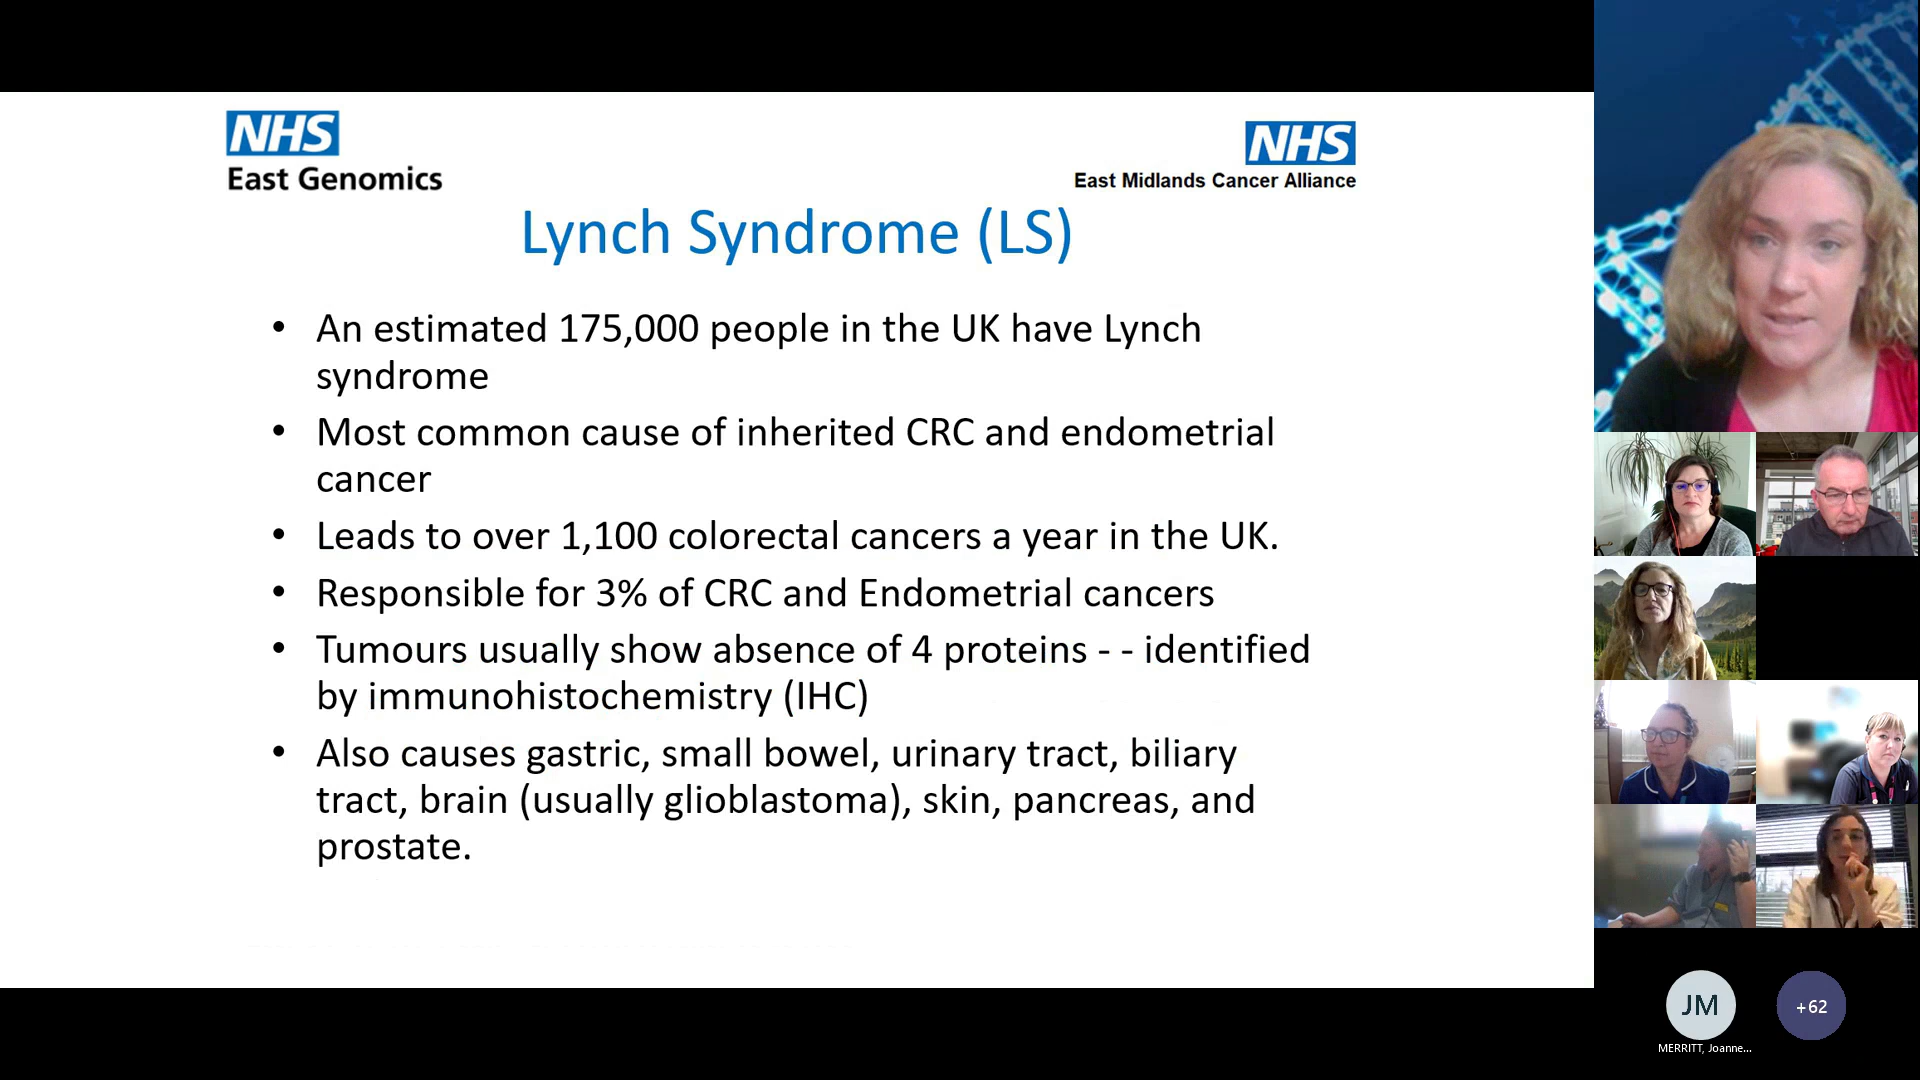 NHS
East Genomics
NHS
East Midlands Cancer Alliance
Lynch Syndrome (LS)
• An estimated 175,000 people in the UK have Lynch
syndrome
• Most common cause of inherited CRC and endometrial
cancer
• Leads to over 1,100 colorectal cancers a year in the UK.
• Responsible for 3% of CRC and Endometrial cancers
• Tumours usually show absence of 4 proteins - - identified
by immunohistochemistry (IHC)
• Also causes gastric, small bowel, urinary tract, biliary
tract, brain (usually glioblastoma), skin, pancreas, and
prostate.
JM
+62
MERRITT, Joanne...